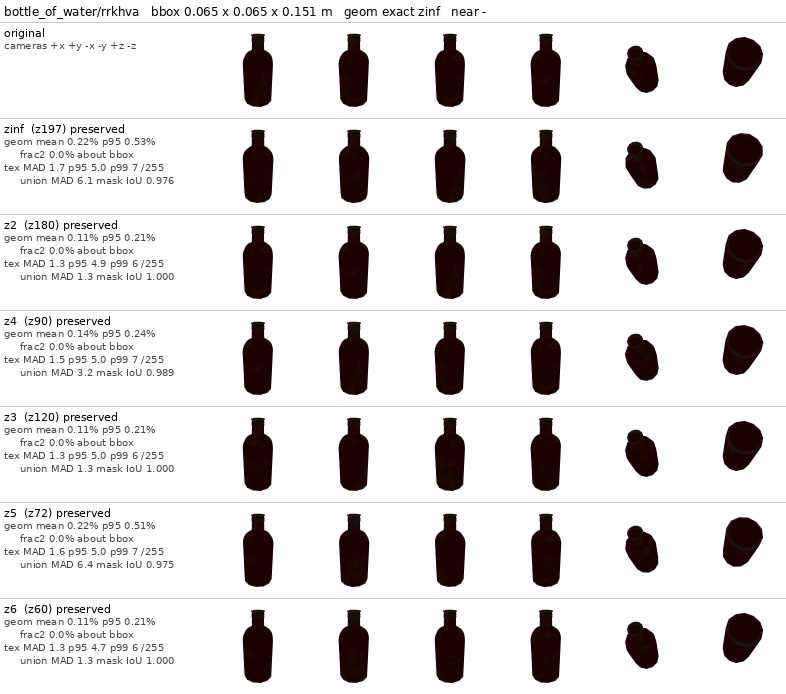 bottle_of_water/rrkhva bbox 0.065 x 0.065 x 0.151 m geom exact zinf near -
original
cameras +x +y -x -y +z -z
zinf (z197) preserved
geom mean 0.22% p95 0.53%
frac2 0.0% about bbox
tex MAD 1.7 p95 5.0 p99 7 /255
union MAD 6.1 mask IoU 0.976
z2 (z180) preserved
geom mean 0.11% p95 0.21%
frac2 0.0% about bbox
tex MAD 1.3 p95 4.9 p99 6 /255
union MAD 1.3 mask IoU 1.000
z4 (z90) preserved
geom mean 0.14% p95 0.24%
frac2 0.0% about bbox
tex MAD 1.5 p95 5.0 p99 7 /255
union MAD 3.2 mask IoU 0.989
z3 (z120) preserved
geom mean 0.11% p95 0.21%
frac2 0.0% about bbox
tex MAD 1.3 p95 5.0 p99 6 /255
union MAD 1.3 mask IoU 1.000
z5 (z72) preserved
geom mean 0.22% p95 0.51%
frac2 0.0% about bbox
tex MAD 1.6 p95 5.0 p99 7 /255
union MAD 6.4 mask IoU 0.975
z6 (z60) preserved
geom mean 0.11% p95 0.21%
frac2 0.0% about bbox
tex MAD 1.3 p95 4.7 p99 6 /255
union MAD 1.3 mask IoU 1.000